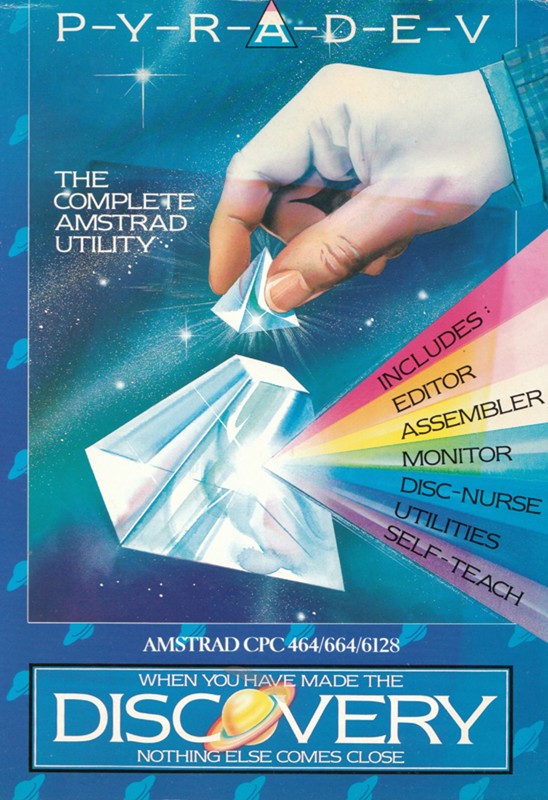 P-Y-R-A-D-E-V
THE
COMPLETE
AMSTRAD
UTILITY
INCLUDES:
EDITOR
ASSEMBLER
MONITOR
DISC-NURSE
UTILITIES
SELF-TEACH
AMSTRAD CPC 464/664/6128
WHEN YOU HAVE MADE THE
DISCOVERY
NOTHING ELSE COMES CLOSE